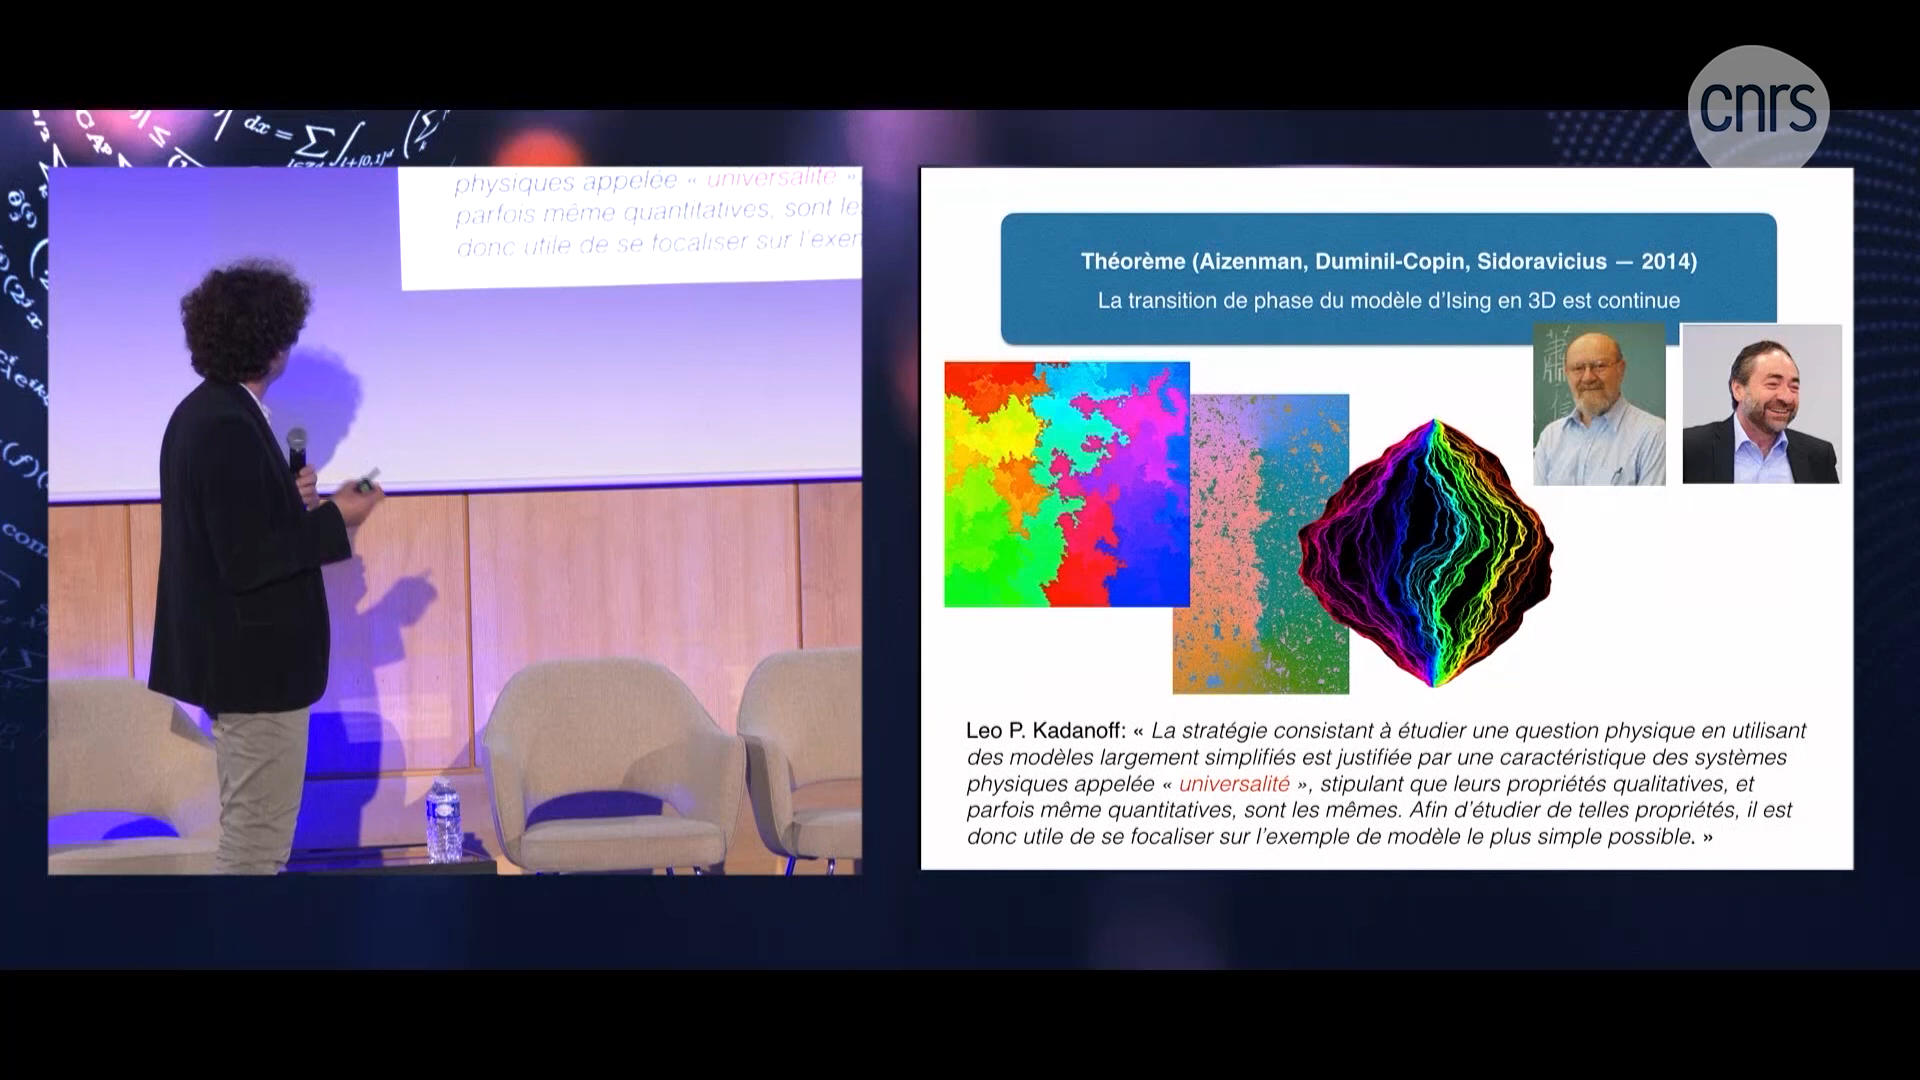 cnrs
dx =
physiques appelée « universalité »
parfois même quantitatives, sont le
donc utile de se focaliser sur l'exem
Théorème (Aizenman, Duminil-Copin, Sidoravicius — 2014)
La transition de phase du modèle d'Ising en 3D est continue
Leo P. Kadanoff: « La stratégie consistant à étudier une question physique en utilisant
des modèles largement simplifiés est justifiée par une caractéristique des systèmes
physiques appelée « universalité », stipulant que leurs propriétés qualitatives, et
parfois même quantitatives, sont les mêmes. Afin d'étudier de telles propriétés, il est
donc utile de se focaliser sur l'exemple de modèle le plus simple possible. »